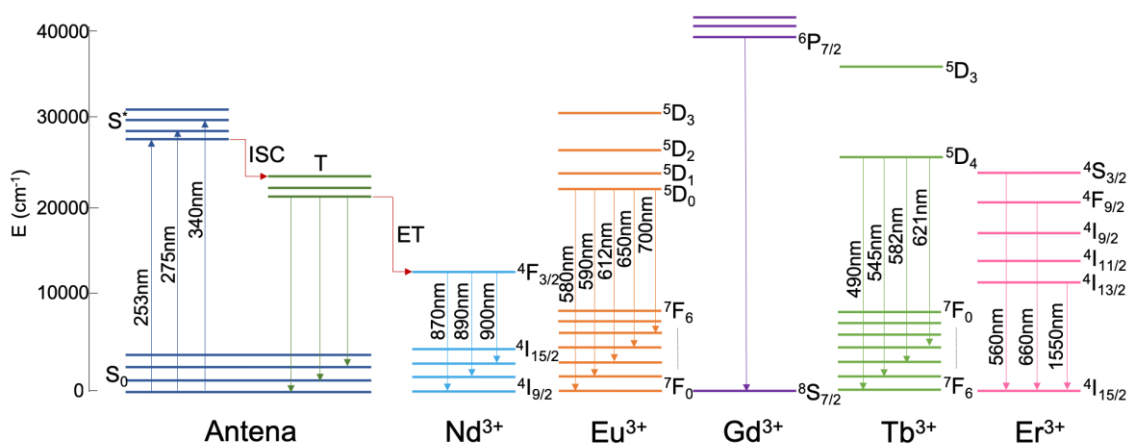 E (cm⁻¹)
40000
30000
20000
10000
0
S*
S₀
253nm
275nm
340nm
ISC
T
ET
Antena
⁴F₃/₂
870nm
890nm
900nm
⁴I₁₅/₂
⁴I₉/₂
Nd³⁺
⁵D₃
⁵D₂
⁵D₁
⁵D₀
580nm
590nm
612nm
650nm
700nm
⁷F₆
⁷F₀
Eu³⁺
⁶P₇/₂
⁸S₇/₂
Gd³⁺
⁵D₃
⁵D₄
490nm
545nm
582nm
621nm
⁷F₀
⁷F₆
Tb³⁺
⁴S₃/₂
⁴F₉/₂
⁴I₉/₂
⁴I₁₁/₂
⁴I₁₃/₂
560nm
660nm
1550nm
⁴I₁₅/₂
Er³⁺